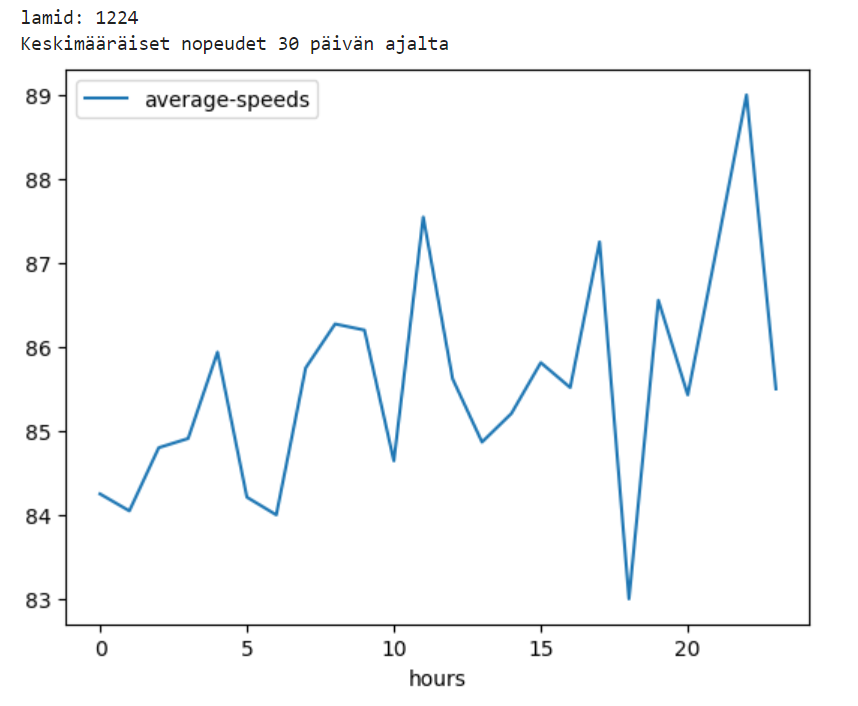 lamid: 1224
Keskimääräiset nopeudet 30 päivän ajalta
average-speeds
89
88
87
86
85
84
83
0 5 10 15 20
hours